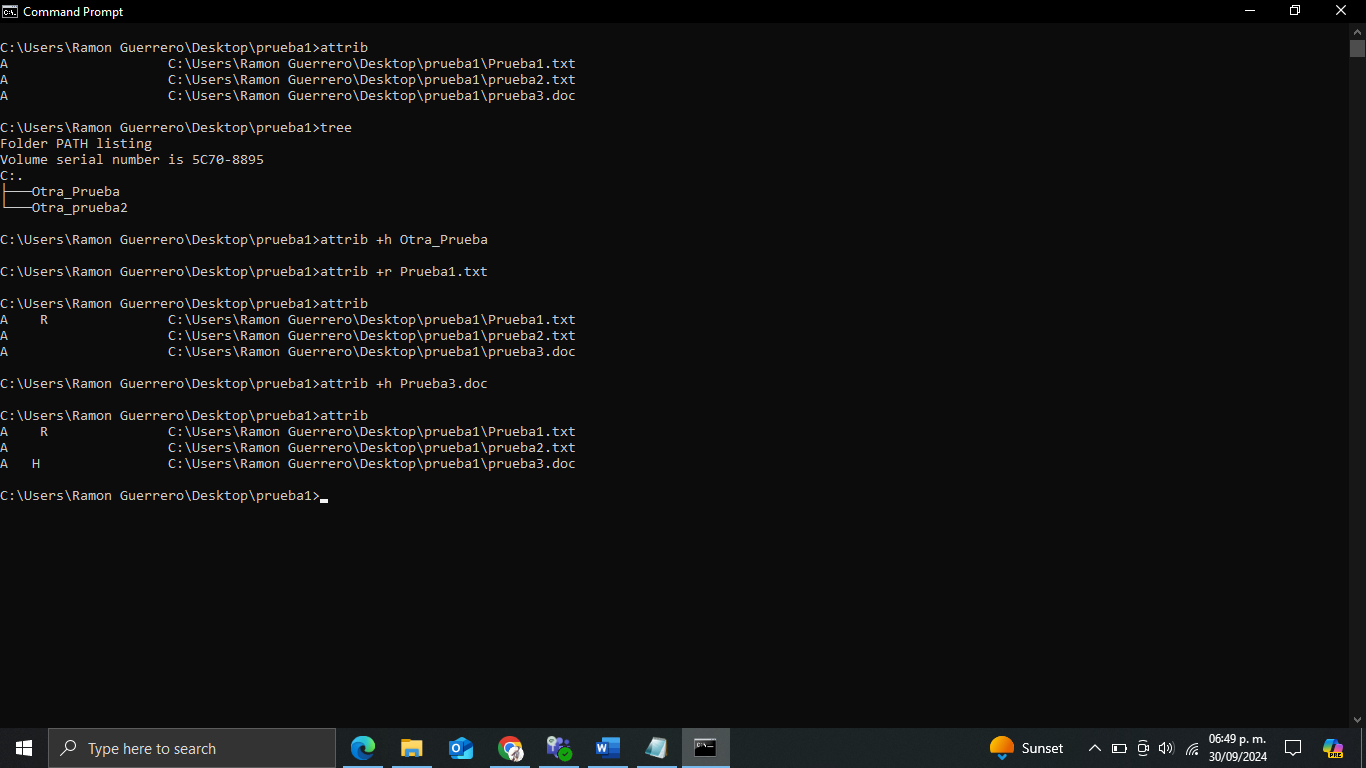 Command Prompt
C:\Users\Ramon Guerrero\Desktop\prueba1>attrib
A                    C:\Users\Ramon Guerrero\Desktop\prueba1\Prueba1.txt
A                    C:\Users\Ramon Guerrero\Desktop\prueba1\prueba2.txt
A                    C:\Users\Ramon Guerrero\Desktop\prueba1\prueba3.doc
C:\Users\Ramon Guerrero\Desktop\prueba1>tree
Folder PATH listing
Volume serial number is 5C70-8895
C:.
├───Otra_Prueba
└───Otra_prueba2
C:\Users\Ramon Guerrero\Desktop\prueba1>attrib +h Otra_Prueba
C:\Users\Ramon Guerrero\Desktop\prueba1>attrib +r Prueba1.txt
C:\Users\Ramon Guerrero\Desktop\prueba1>attrib
A    R               C:\Users\Ramon Guerrero\Desktop\prueba1\Prueba1.txt
A                    C:\Users\Ramon Guerrero\Desktop\prueba1\prueba2.txt
A                    C:\Users\Ramon Guerrero\Desktop\prueba1\prueba3.doc
C:\Users\Ramon Guerrero\Desktop\prueba1>attrib +h Prueba3.doc
C:\Users\Ramon Guerrero\Desktop\prueba1>attrib
A    R               C:\Users\Ramon Guerrero\Desktop\prueba1\Prueba1.txt
A                    C:\Users\Ramon Guerrero\Desktop\prueba1\prueba2.txt
A   H                C:\Users\Ramon Guerrero\Desktop\prueba1\prueba3.doc
C:\Users\Ramon Guerrero\Desktop\prueba1>
Type here to search
Sunset
06:49 p. m.
30/09/2024